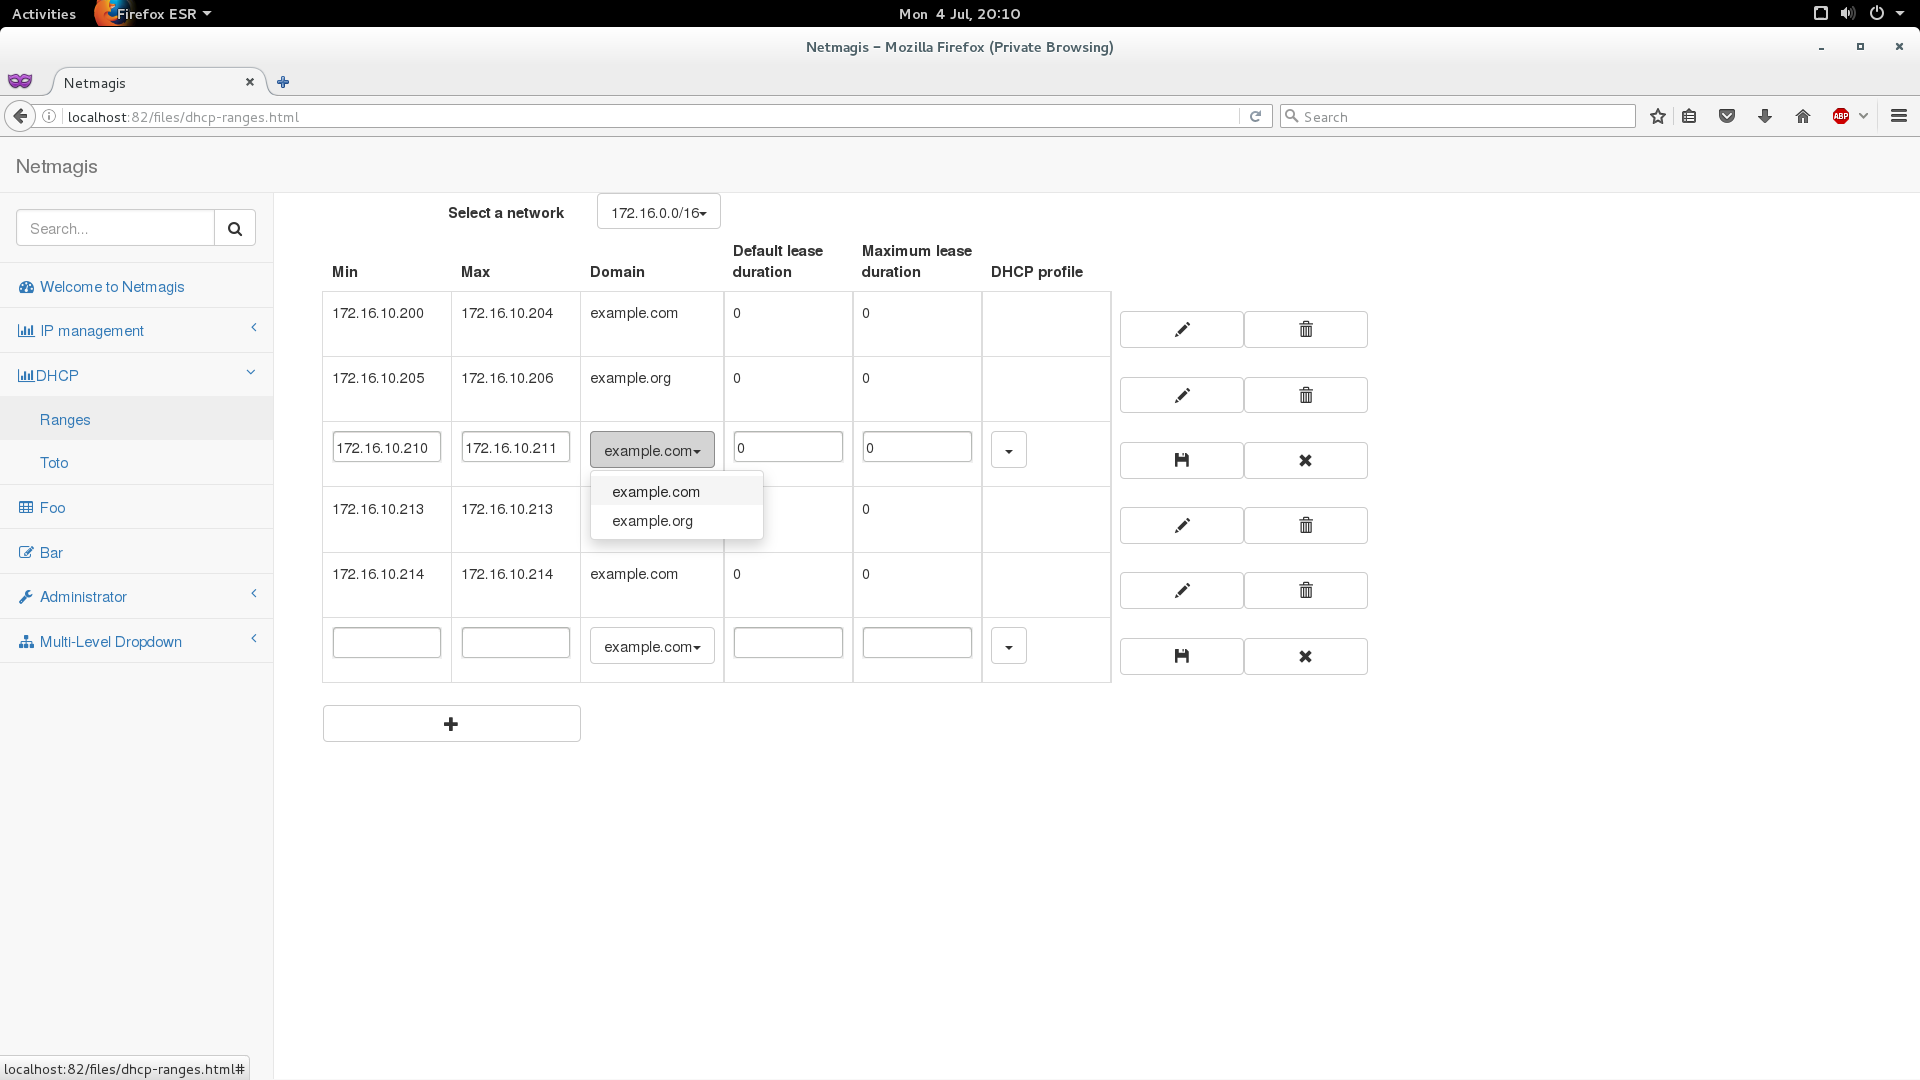 Activities Firefox ESR Mon 4 Jul, 20:10
Netmagis – Mozilla Firefox (Private Browsing)
Netmagis
localhost:82/files/dhcp-ranges.html Search ABP
Netmagis
Search...
Welcome to Netmagis
IP management
DHCP
Ranges
Toto
Foo
Bar
Administrator
Multi-Level Dropdown
Select a network 172.16.0.0/16
Min Max Domain Default lease duration Maximum lease duration DHCP profile
172.16.10.200 172.16.10.204 example.com 0 0
172.16.10.205 172.16.10.206 example.org 0 0
172.16.10.210 172.16.10.211 example.com 0 0
example.com
example.org
172.16.10.213 172.16.10.213 0
172.16.10.214 172.16.10.214 example.com 0 0
example.com
localhost:82/files/dhcp-ranges.html#